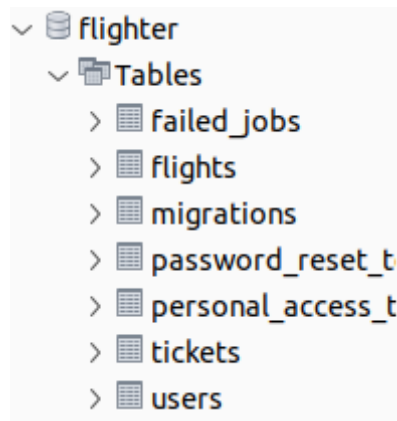 flighter
Tables
failed_jobs
flights
migrations
password_reset_t
personal_access_t
tickets
users